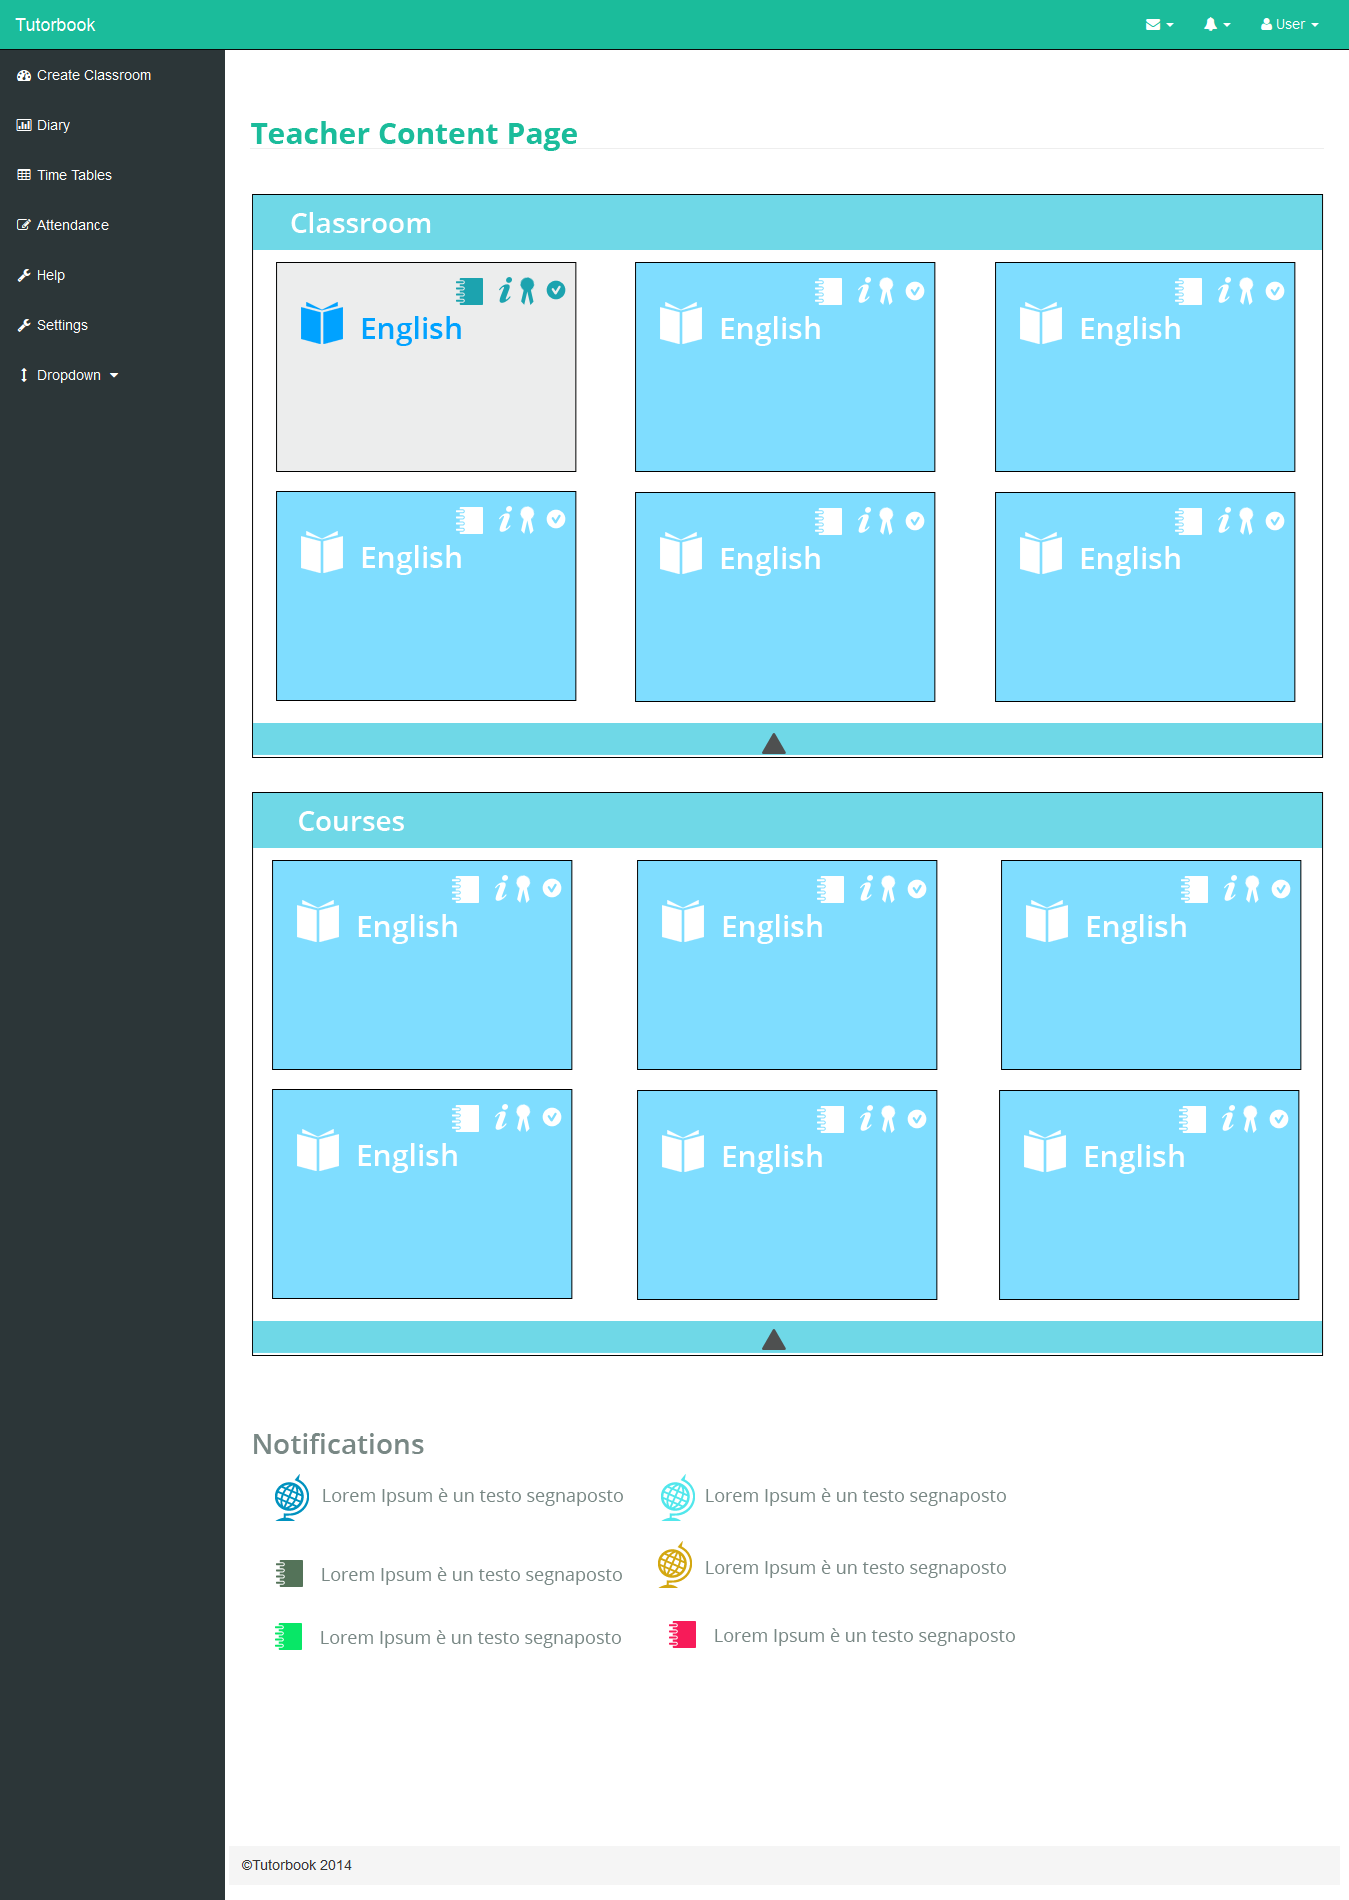 Tutorbook
User
Create Classroom
Diary
Time Tables
Attendance
Help
Settings
Dropdown
Teacher Content Page
Classroom
English
English
English
English
English
English
Courses
English
English
English
English
English
English
Notifications
Lorem Ipsum è un testo segnaposto
Lorem Ipsum è un testo segnaposto
Lorem Ipsum è un testo segnaposto
Lorem Ipsum è un testo segnaposto
Lorem Ipsum è un testo segnaposto
Lorem Ipsum è un testo segnaposto
©Tutorbook 2014